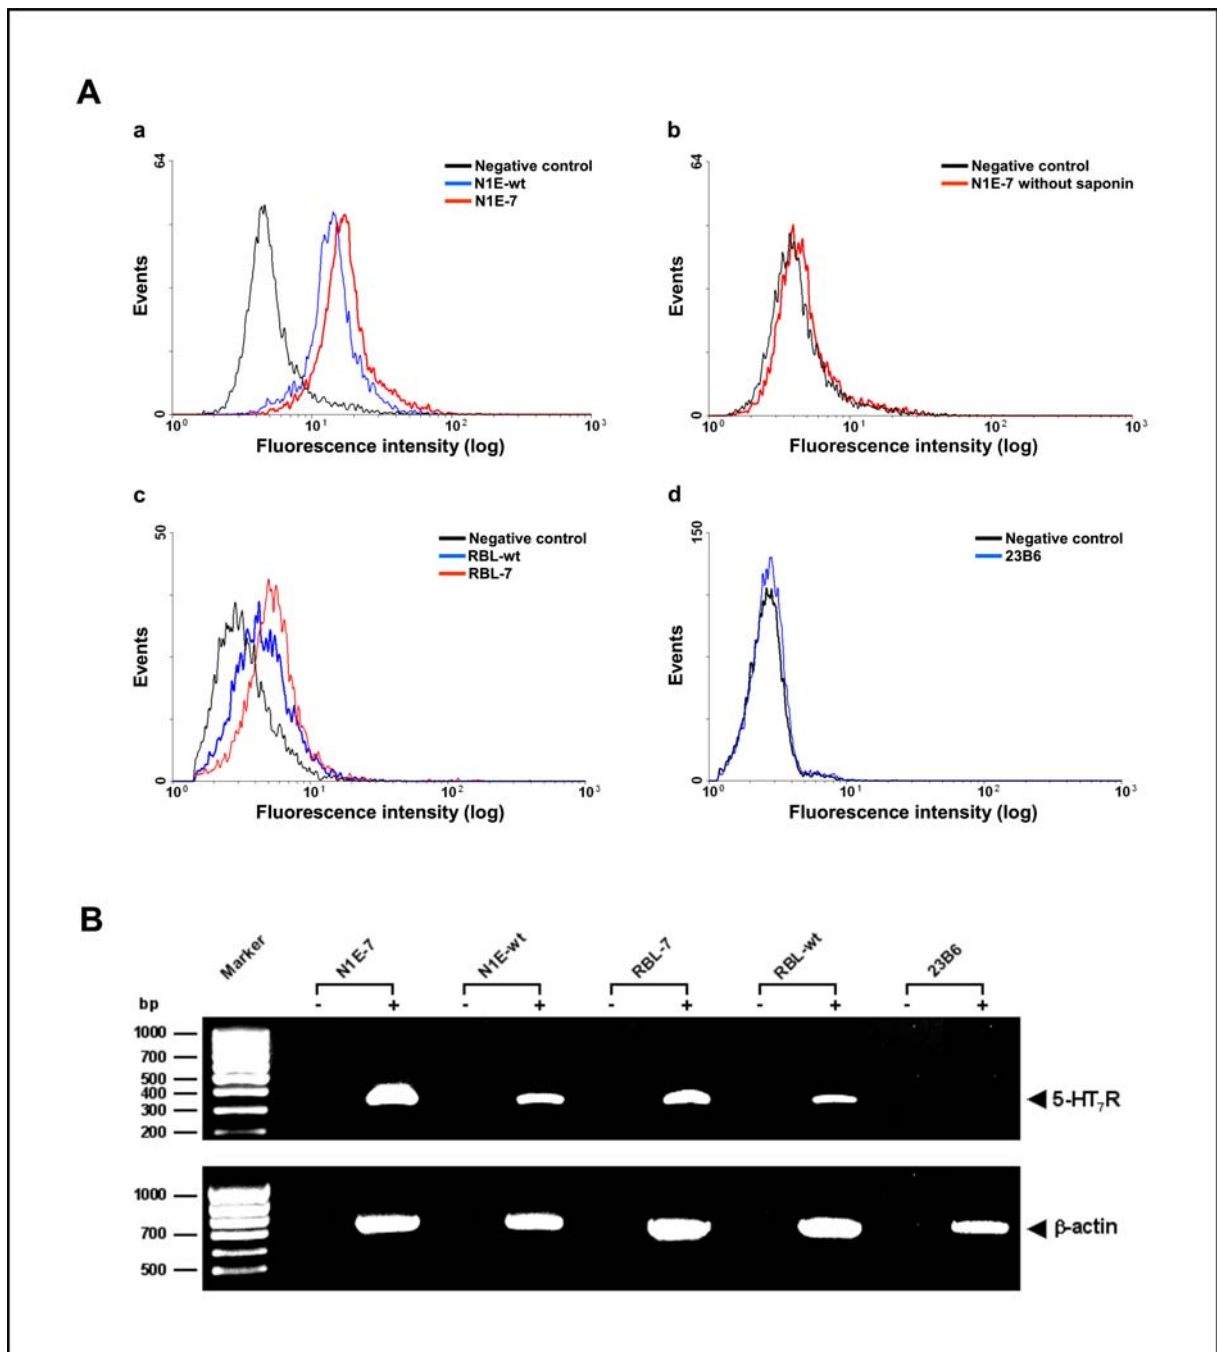 A
a
64
Events
0
10⁰ 10¹ 10² 10³
Fluorescence intensity (log)
Negative control
N1E-wt
N1E-7
b
64
Events
0
10⁰ 10¹ 10² 10³
Fluorescence intensity (log)
Negative control
N1E-7 without saponin
c
50
Events
0
10⁰ 10¹ 10² 10³
Fluorescence intensity (log)
Negative control
RBL-wt
RBL-7
d
150
Events
0
10⁰ 10¹ 10² 10³
Fluorescence intensity (log)
Negative control
23B6
B
Marker N1E-7 N1E-wt RBL-7 RBL-wt 23B6
bp - + - + - + - + - +
1000
700
500
400
300
200
5-HT₇R
1000
700
500
β-actin